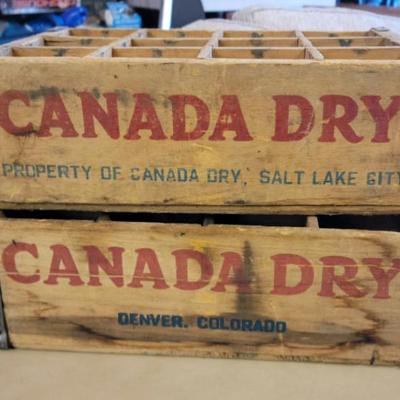 CANADA DRY
PROPERTY OF CANADA DRY, SALT LAKE CITY
CANADA DRY
DENVER, COLORADO